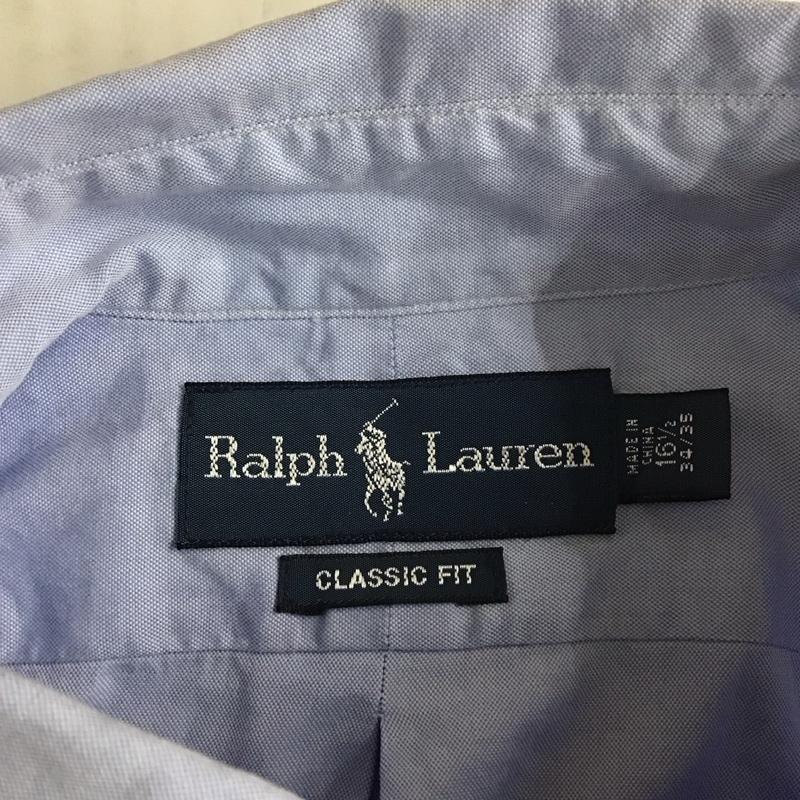 Ralph Lauren
CLASSIC FIT
MADE IN
CHINA
16½
34/35